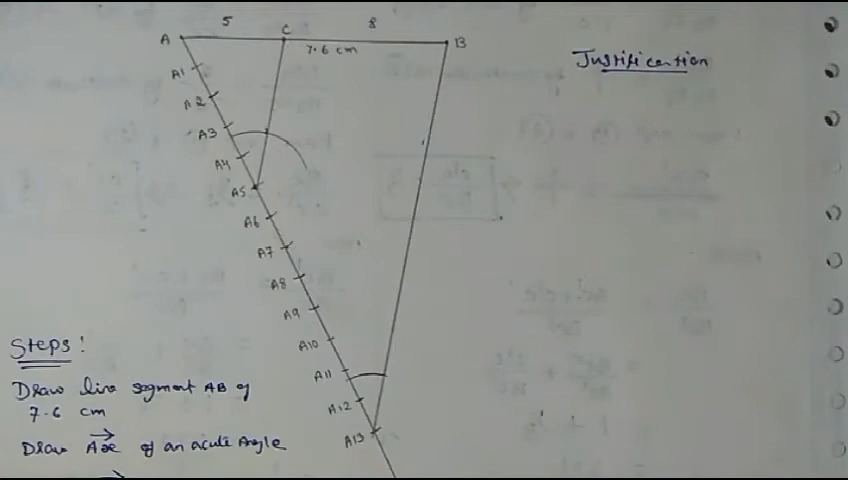 5 8
A C B
7.6 cm
Justification
A1
A2
A3
A4
A5
A6
A7
A8
A9
A10
A11
A12
A13
Steps:
Draw line segment AB of
7.6 cm
Draw Ax of an acute Angle